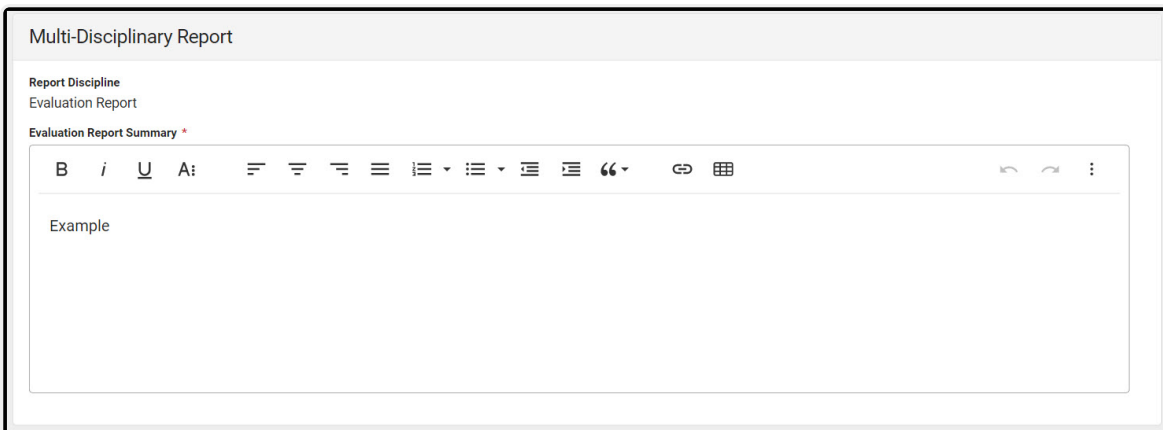 Multi-Disciplinary Report
Report Discipline
Evaluation Report
Evaluation Report Summary *
B i U A
Example